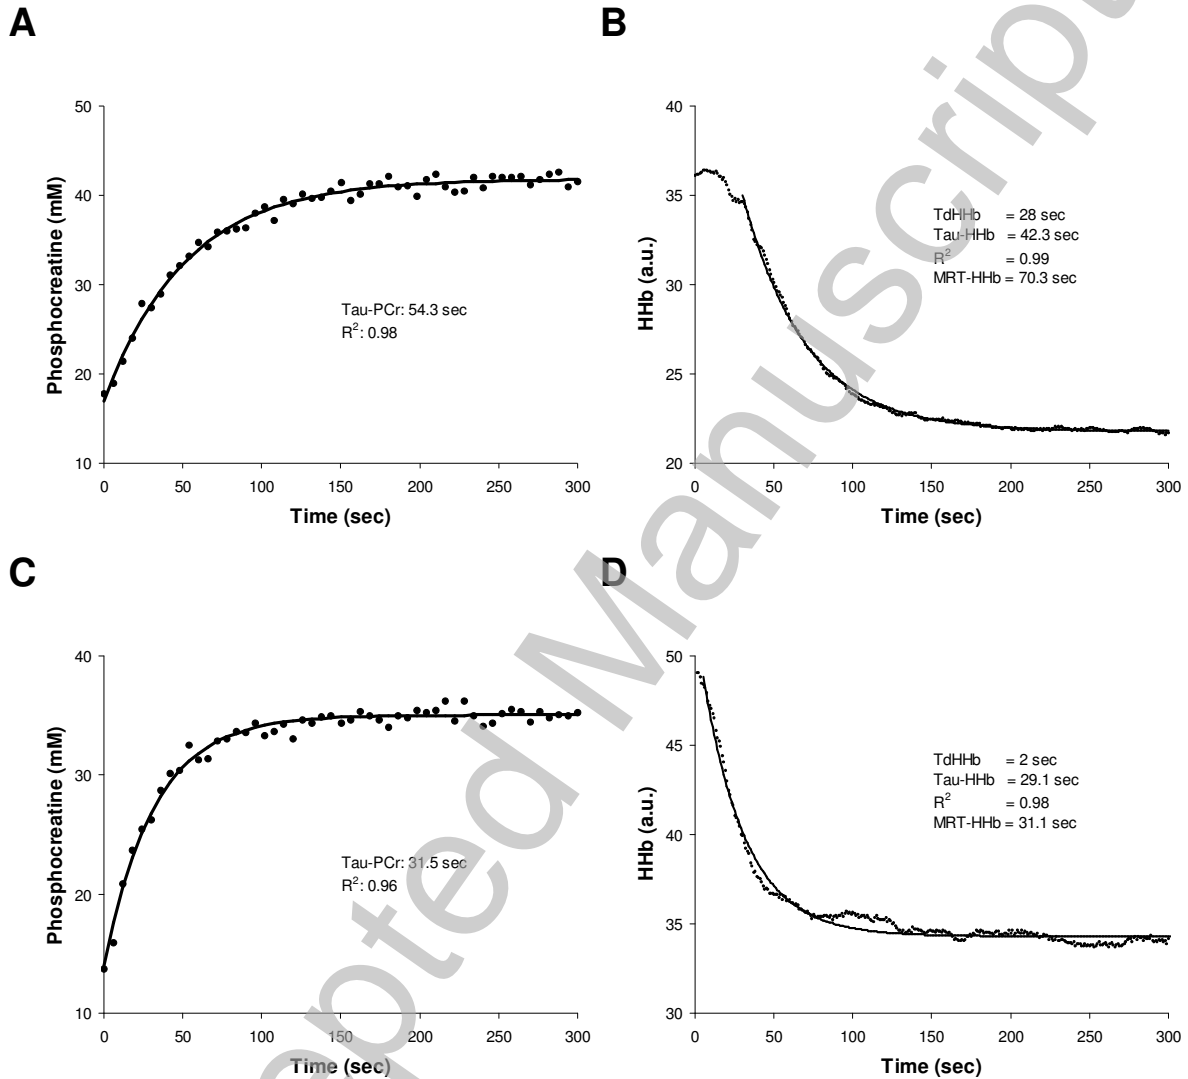 A
B
50
40
30
20
10
Phosphocreatine (mM)
Tau-PCr: 54.3 sec
R²: 0.98
0 50 100 150 200 250 300
Time (sec)
40
35
30
25
20
HHb (a.u.)
TdHHb = 28 sec
Tau-HHb = 42.3 sec
R² = 0.99
MRT-HHb = 70.3 sec
0 50 100 150 200 250 300
Time (sec)
C
D
40
30
20
10
Phosphocreatine (mM)
Tau-PCr: 31.5 sec
R²: 0.96
0 50 100 150 200 250 300
Time (sec)
50
45
40
35
30
HHb (a.u.)
TdHHb = 2 sec
Tau-HHb = 29.1 sec
R² = 0.98
MRT-HHb = 31.1 sec
0 50 100 150 200 250 300
Time (sec)
epted Manuscript